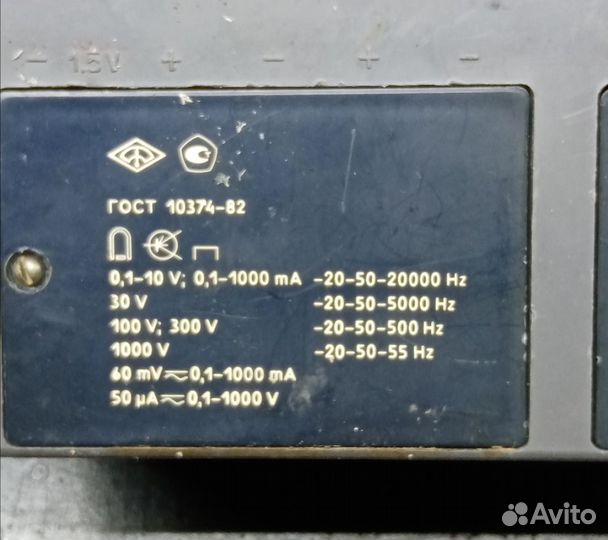 − 1.5V + − + −
ГОСТ 10374-82
0,1-10 V; 0,1-1000 mA -20-50-20000 Hz
30 V -20-50-5000 Hz
100 V; 300 V -20-50-500 Hz
1000 V -20-50-55 Hz
60 mV⎓0,1-1000 mA
50 µA⎓0,1-1000 V
Avito